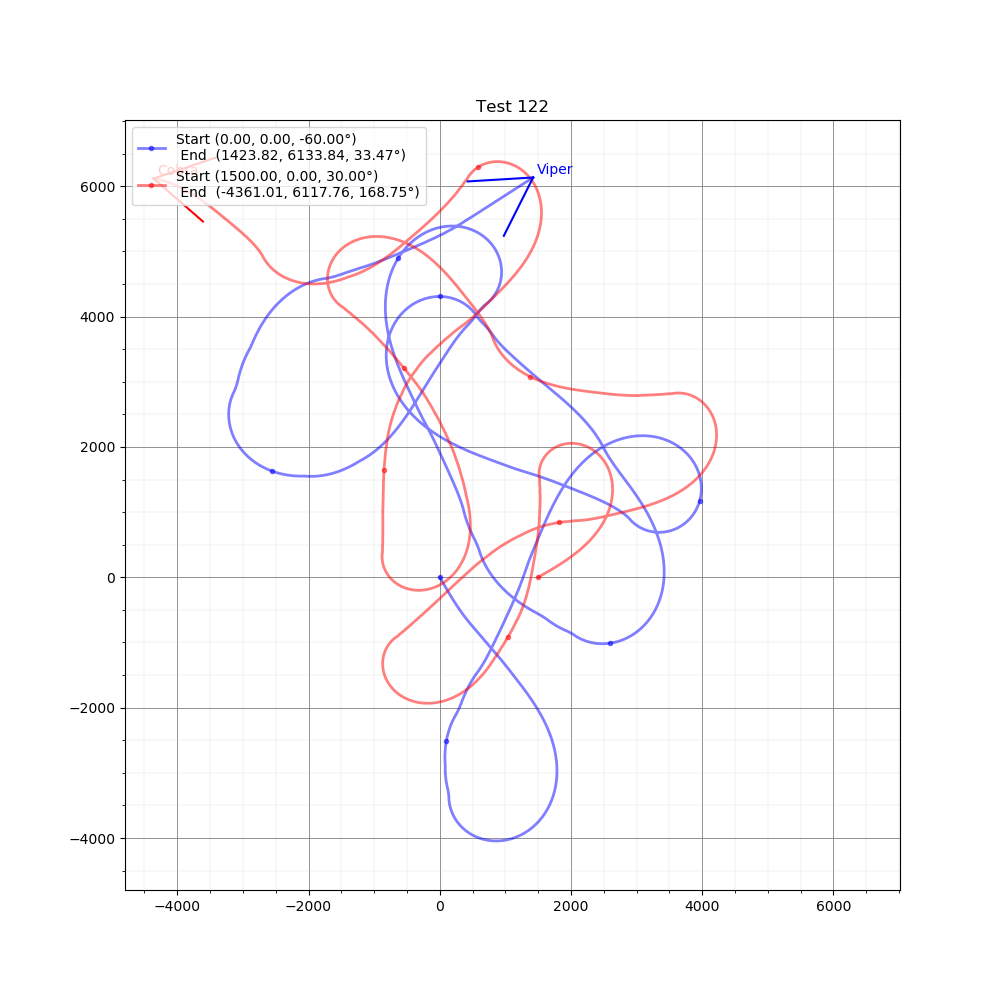 Test 122
Start (0.00, 0.00, -60.00°)
End (1423.82, 6133.84, 33.47°)
Start (1500.00, 0.00, 30.00°)
End (-4361.01, 6117.76, 168.75°)
Viper
6000
4000
2000
0
−2000
−4000
−4000 −2000 0 2000 4000 6000